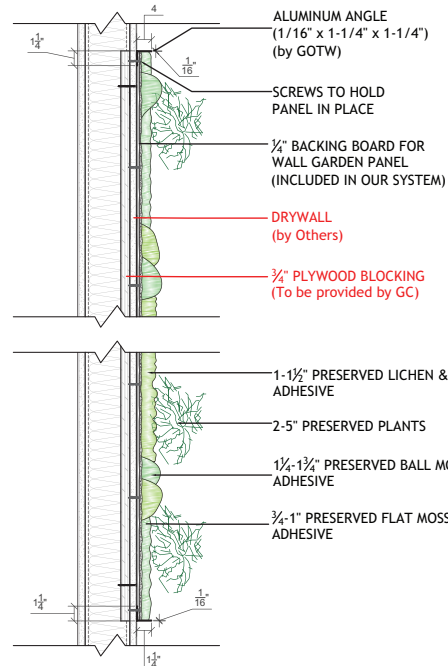 4
1¼"
1/16"
ALUMINUM ANGLE
(1/16" x 1-1/4" x 1-1/4")
(by GOTW)
SCREWS TO HOLD
PANEL IN PLACE
¼" BACKING BOARD FOR
WALL GARDEN PANEL
(INCLUDED IN OUR SYSTEM)
DRYWALL
(by Others)
¾" PLYWOOD BLOCKING
(To be provided by GC)
1-1½" PRESERVED LICHEN &
ADHESIVE
2-5" PRESERVED PLANTS
1¼-1¾" PRESERVED BALL MO
ADHESIVE
¾-1" PRESERVED FLAT MOSS
ADHESIVE
1¼"
1/16"
1¼"